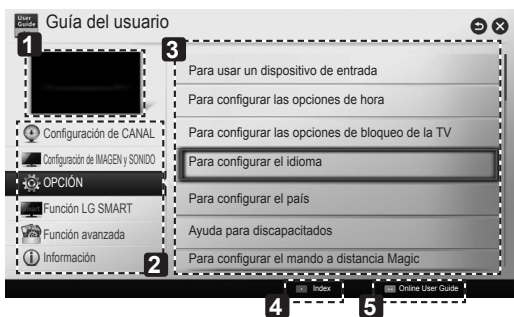 User Guide
Guía del usuario
1
3
Para usar un dispositivo de entrada
Para configurar las opciones de hora
Para configurar las opciones de bloqueo de la TV
Para configurar el idioma
Para configurar el país
Ayuda para discapacitados
Para configurar el mando a distancia Magic
Configuración de CANAL
Configuración de IMAGEN y SONIDO
OPCIÓN
Función LG SMART
Función avanzada
Información
2
Index
Online User Guide
4
5